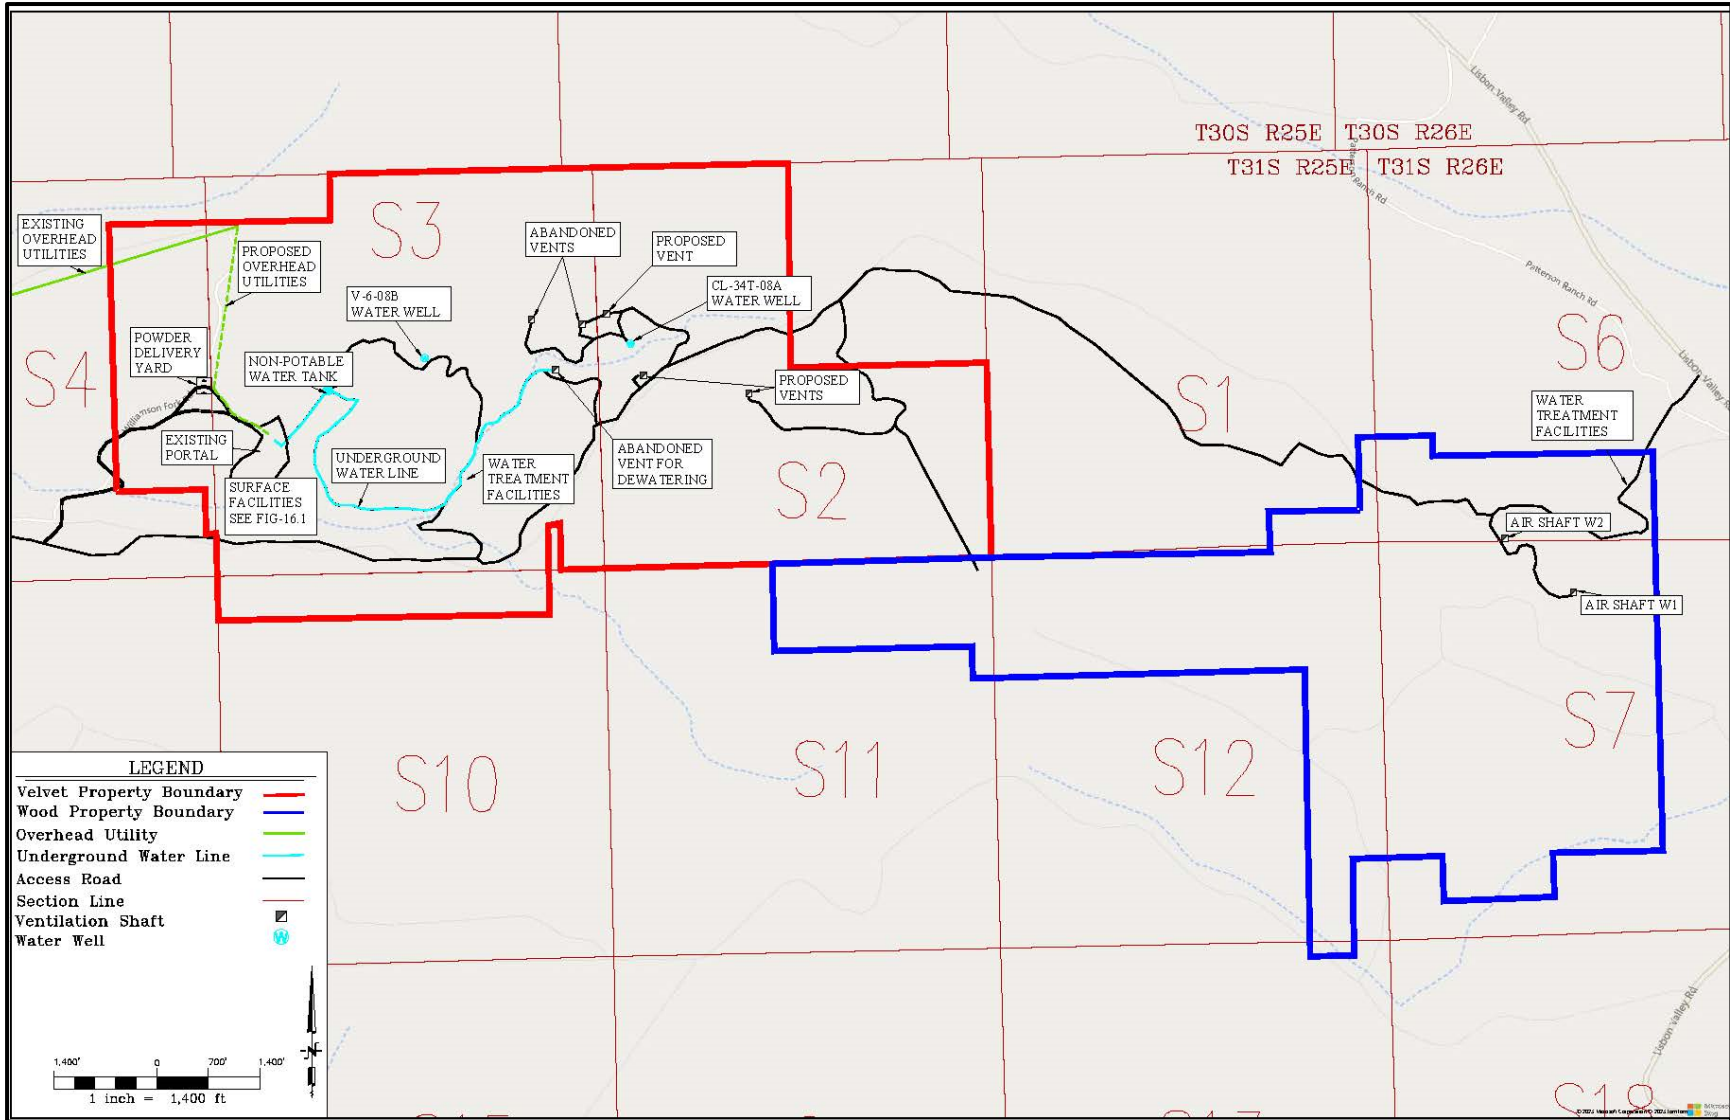 Lisbon Valley Rd
T30S R25E
T30S R26E
T31S R25E
T31S R26E
Patterson Ranch Rd
Patterson Ranch Rd
Lisbon Valley Rd
S3
S4
S6
S1
S2
EXISTING
OVERHEAD
UTILITIES
PROPOSED
OVERHEAD
UTILITIES
ABANDONED
VENTS
PROPOSED
VENT
V-6-08B
WATER WELL
CL-34T-08A
WATER WELL
POWDER
DELIVERY
YARD
NON-POTABLE
WATER TANK
PROPOSED
VENTS
WATER
TREATMENT
FACILITIES
Williamson Fork
EXISTING
PORTAL
UNDERGROUND
WATER LINE
WATER
TREATMENT
FACILITIES
ABANDONED
VENT FOR
DEWATERING
SURFACE
FACILITIES
SEE FIG-16.1
AIR SHAFT W2
AIR SHAFT W1
S7
S10
S11
S12
LEGEND
Velvet Property Boundary
Wood Property Boundary
Overhead Utility
Underground Water Line
Access Road
Section Line
Ventilation Shaft
Water Well
W
N
1,400'
0
700'
1,400'
1 inch = 1,400 ft
Lisbon Valley Rd
S18